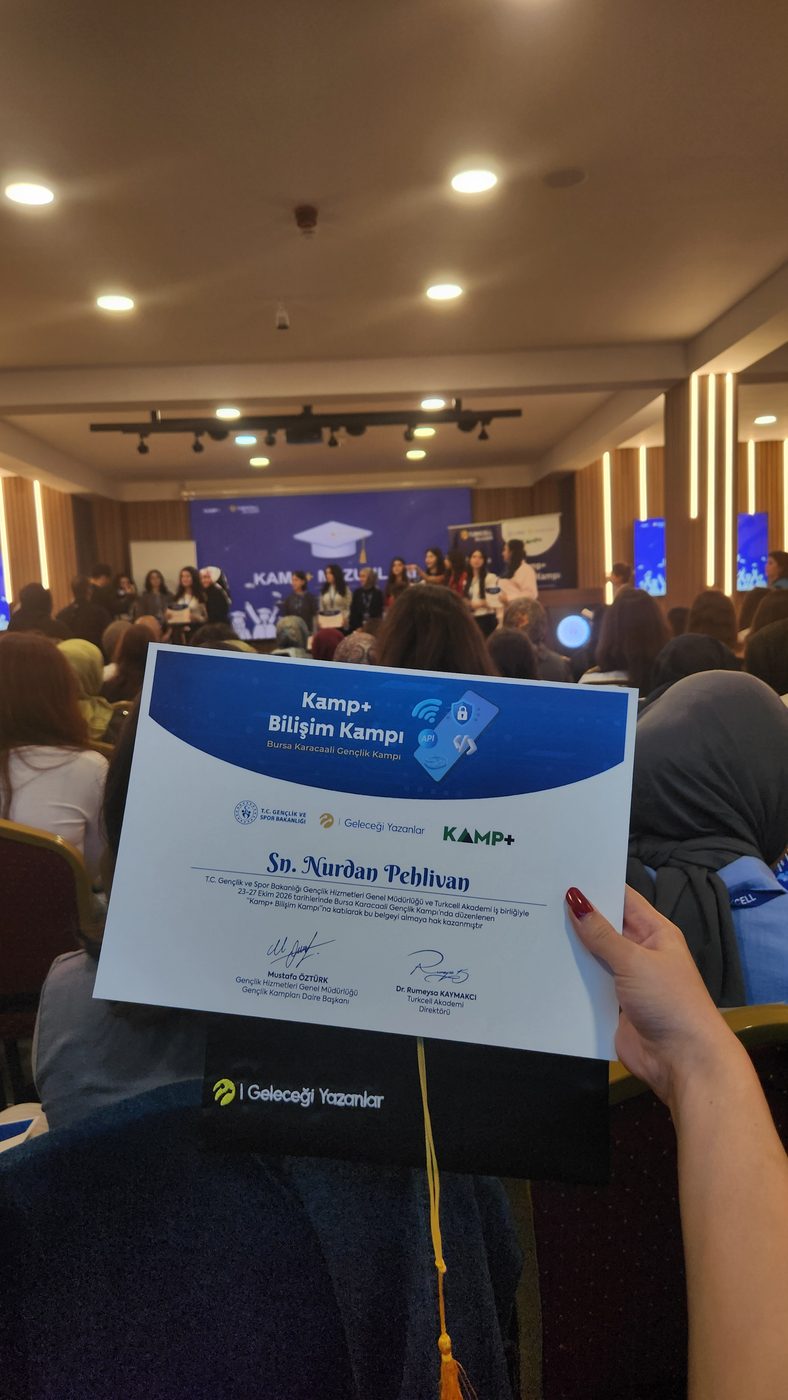 KAMP+
Kamp+
Bilişim Kampı
Bursa Karacaali Gençlik Kampı
API
T.C. GENÇLİK VE
SPOR BAKANLIĞI
Geleceği Yazanlar
KAMP+
Sn. Nurdan Pehlivan
T.C. Gençlik ve Spor Bakanlığı Gençlik Hizmetleri Genel Müdürlüğü ve Turkcell Akademi iş birliğiyle
23-27 Ekim 2026 tarihlerinde Bursa Karacaali Gençlik Kampı'nda düzenlenen
"Kamp+ Bilişim Kampı"na katılarak bu belgeyi almaya hak kazanmıştır
Mustafa ÖZTÜRK
Gençlik Hizmetleri Genel Müdürlüğü
Gençlik Kampları Daire Başkanı
Dr. Rumeysa KAYMAKCI
Turkcell Akademi
Direktörü
Geleceği Yazanlar